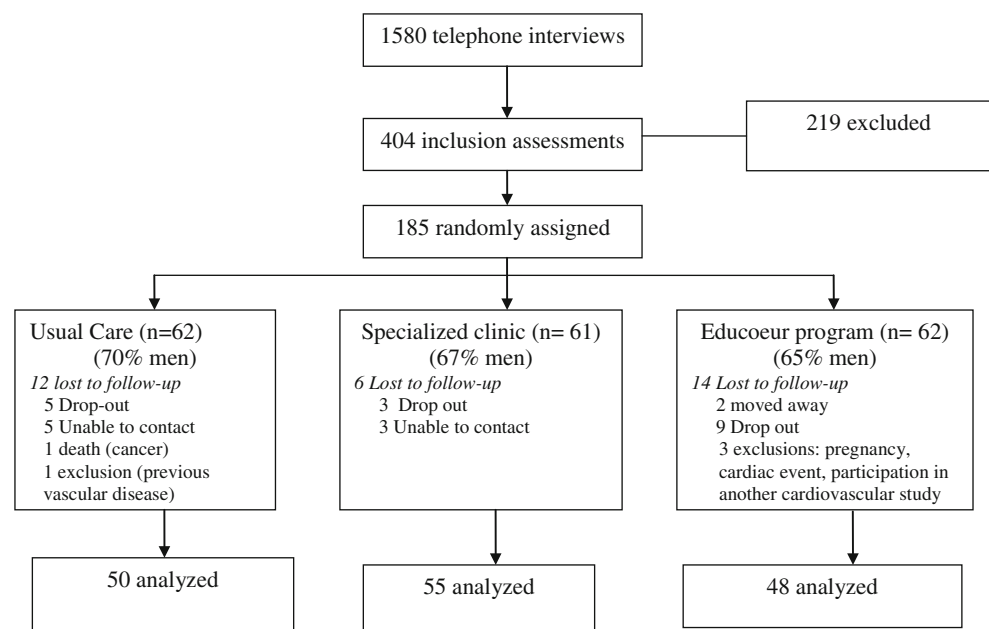 1580 telephone interviews
404 inclusion assessments
219 excluded
185 randomly assigned
Usual Care (n=62)
(70% men)
12 lost to follow-up
5 Drop-out
5 Unable to contact
1 death (cancer)
1 exclusion (previous
vascular disease)
Specialized clinic (n= 61)
(67% men)
6 Lost to follow-up
3 Drop out
3 Unable to contact
Educoeur program (n= 62)
(65% men)
14 Lost to follow-up
2 moved away
9 Drop out
3 exclusions: pregnancy,
cardiac event, participation in
another cardiovascular study
50 analyzed
55 analyzed
48 analyzed